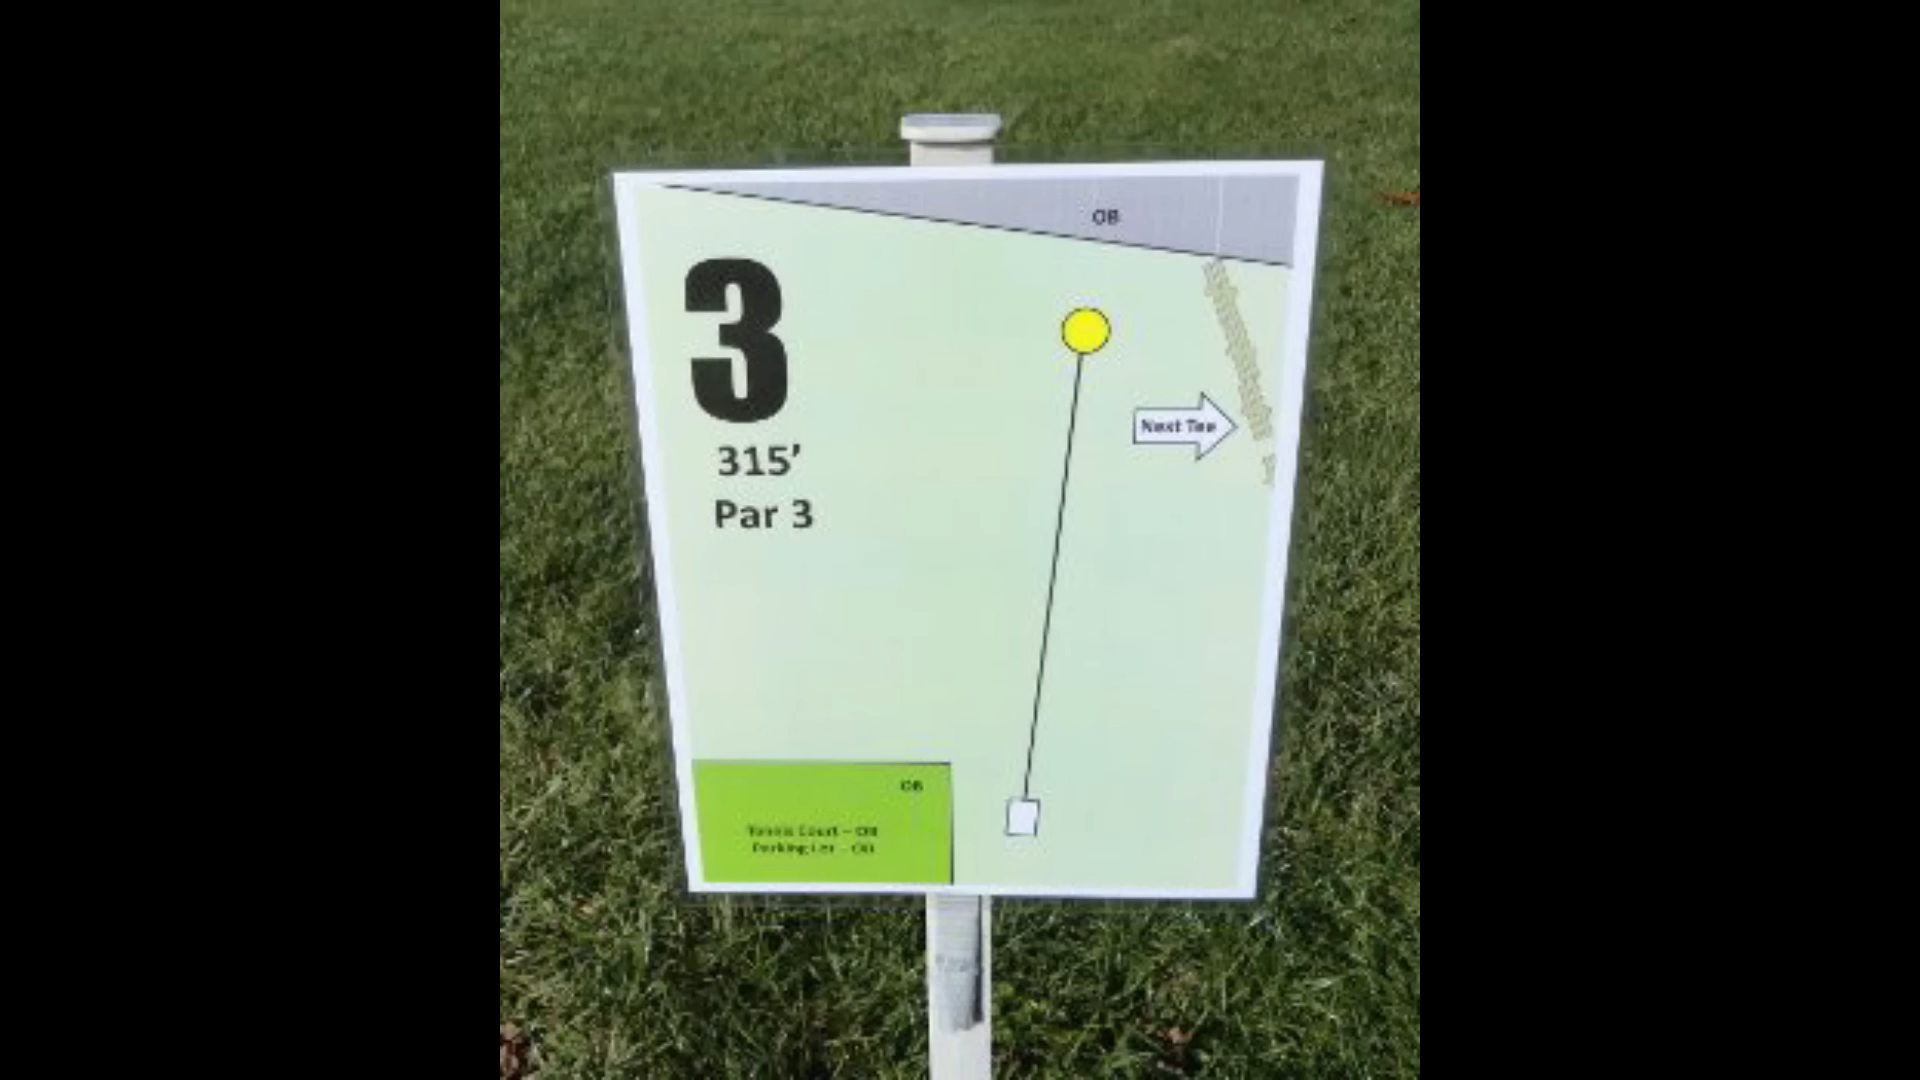 OB
3
315’
Par 3
Next Tee
OB
Tennis Court – OB
Parking Lot – OB